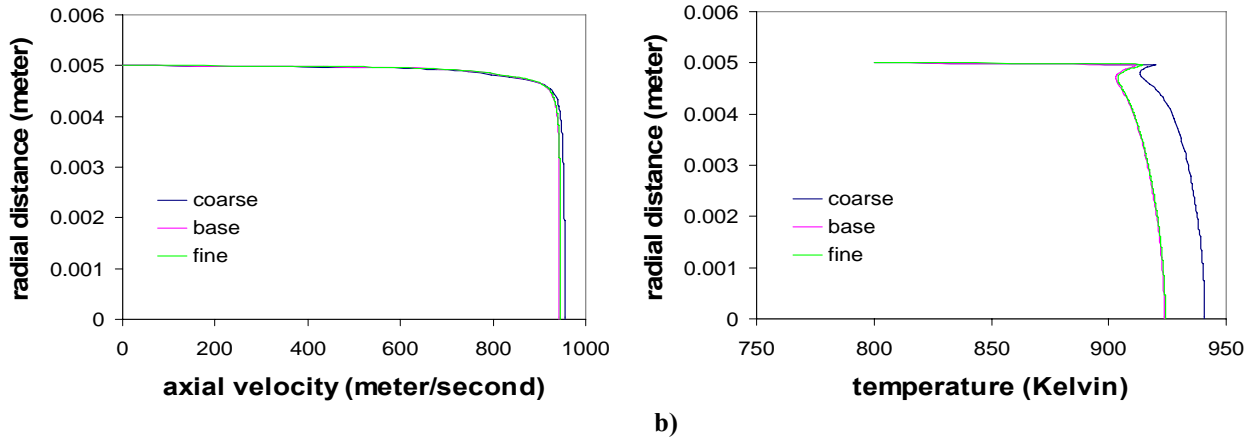 0.006
0.005
0.004
0.003
0.002
0.001
0
radial distance (meter)
coarse
base
fine
0
200
400
600
800
1000
axial velocity (meter/second)
0.006
0.005
0.004
0.003
0.002
0.001
0
radial distance (meter)
coarse
base
fine
750
800
850
900
950
temperature (Kelvin)
b)